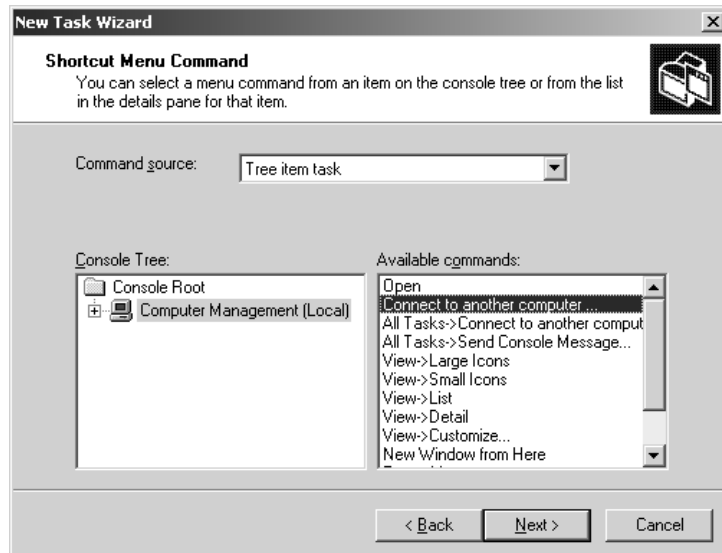 New Task Wizard
Shortcut Menu Command
You can select a menu command from an item on the console tree or from the list
in the details pane for that item.
Command source:
Tree item task
Console Tree:
Console Root
Computer Management (Local)
Available commands:
Open
Connect to another computer...
All Tasks->Connect to another comput
All Tasks->Send Console Message...
View->Large Icons
View->Small Icons
View->List
View->Detail
View->Customize...
New Window from Here
< Back
Next >
Cancel